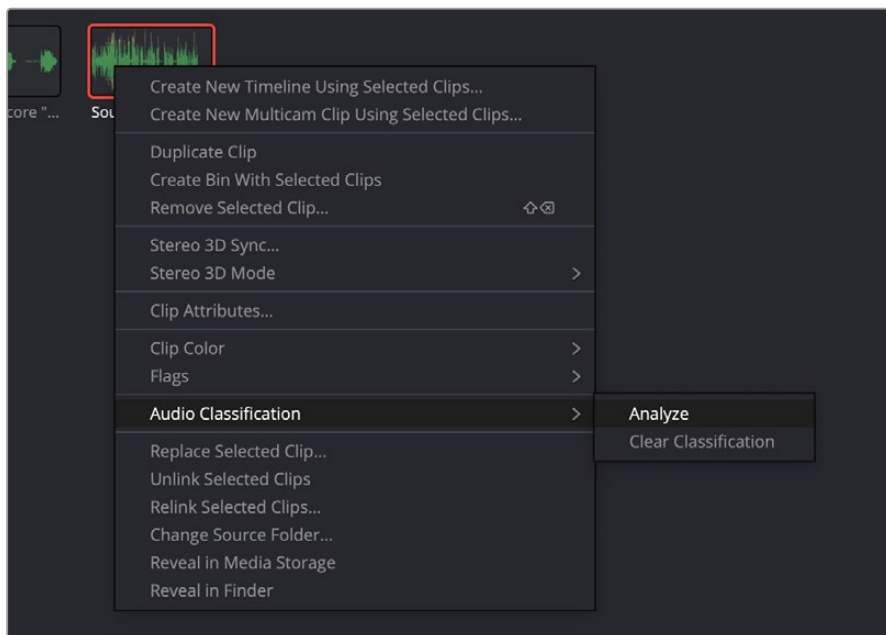 core "...
Sou
Create New Timeline Using Selected Clips...
Create New Multicam Clip Using Selected Clips...
Duplicate Clip
Create Bin With Selected Clips
Remove Selected Clip...
Stereo 3D Sync...
Stereo 3D Mode
Clip Attributes...
Clip Color
Flags
Audio Classification
Analyze
Clear Classification
Replace Selected Clip...
Unlink Selected Clips
Relink Selected Clips...
Change Source Folder...
Reveal in Media Storage
Reveal in Finder